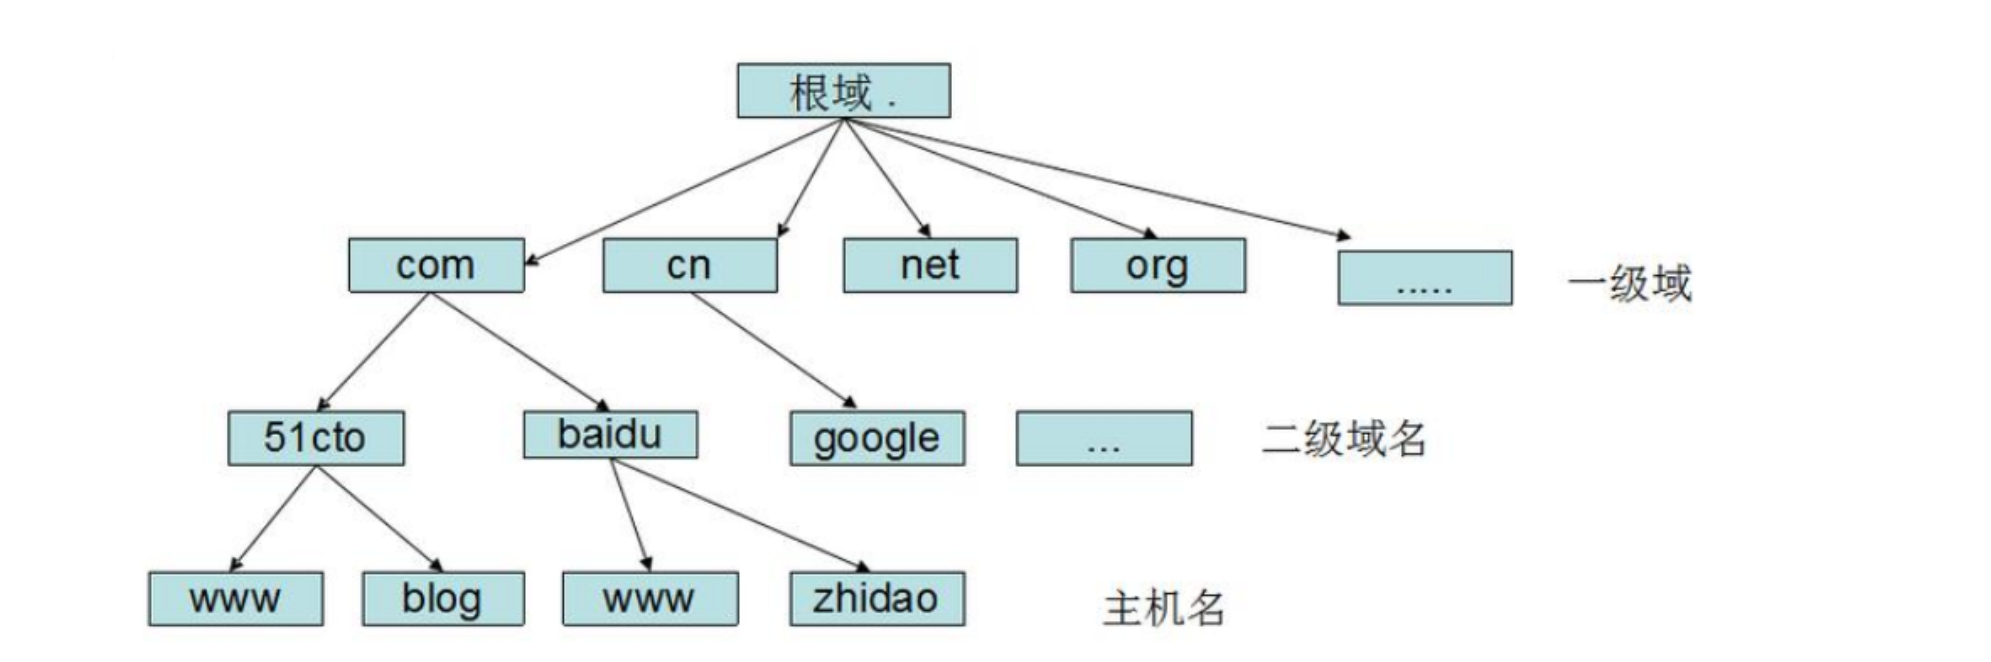 根域 .
com
cn
net
org
.....
一级域
51cto
baidu
google
...
二级域名
www
blog
www
zhidao
主机名